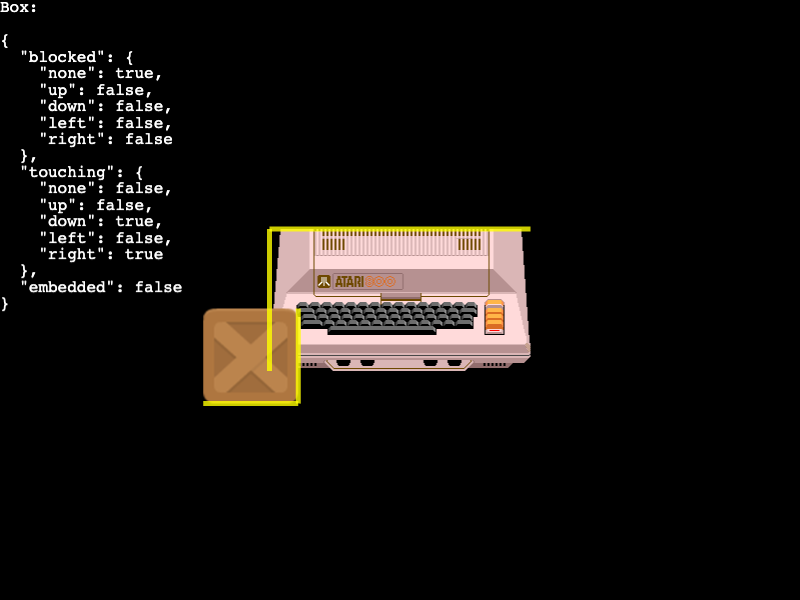 Box:
{
  "blocked": {
    "none": true,
    "up": false,
    "down": false,
    "left": false,
    "right": false
  },
  "touching": {
    "none": false,
    "up": false,
    "down": true,
    "left": false,
    "right": true
  },
  "embedded": false
}
ATARI 800